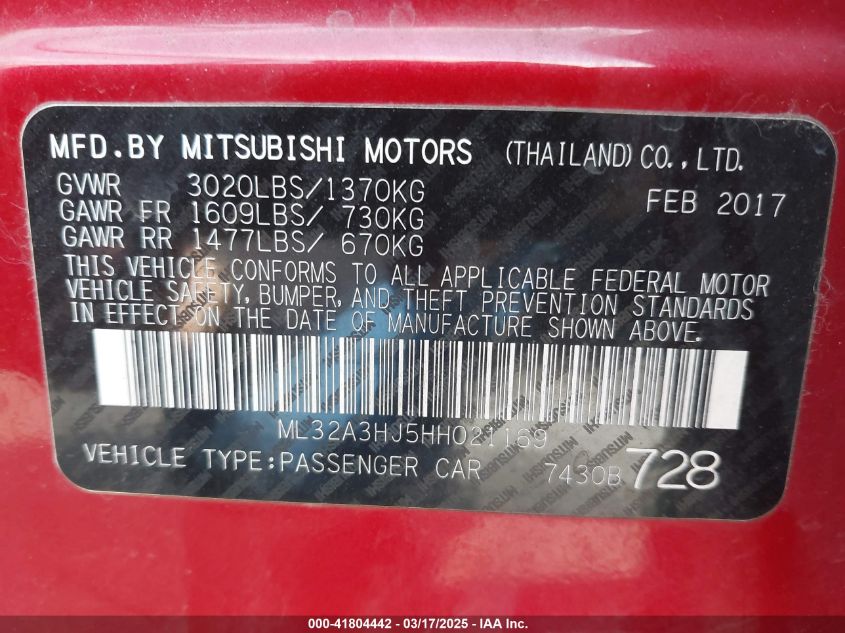 MFD.BY MITSUBISHI MOTORS (THAILAND) CO., LTD.
GVWR 3020LBS/1370KG FEB 2017
GAWR FR 1609LBS/ 730KG
GAWR RR 1477LBS/ 670KG
THIS VEHICLE CONFORMS TO ALL APPLICABLE FEDERAL MOTOR
VEHICLE SAFETY, BUMPER, AND THEFT PREVENTION STANDARDS
IN EFFECT ON THE DATE OF MANUFACTURE SHOWN ABOVE.
ML32A3HJ5HH021169
VEHICLE TYPE:PASSENGER CAR 7430B 728
000-41804442 - 03/17/2025 - IAA Inc.